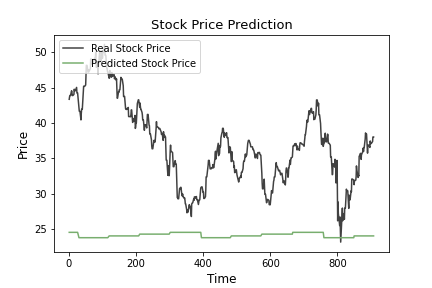 Stock Price Prediction
Real Stock Price
Predicted Stock Price
50
45
40
35
30
25
Price
0 200 400 600 800
Time